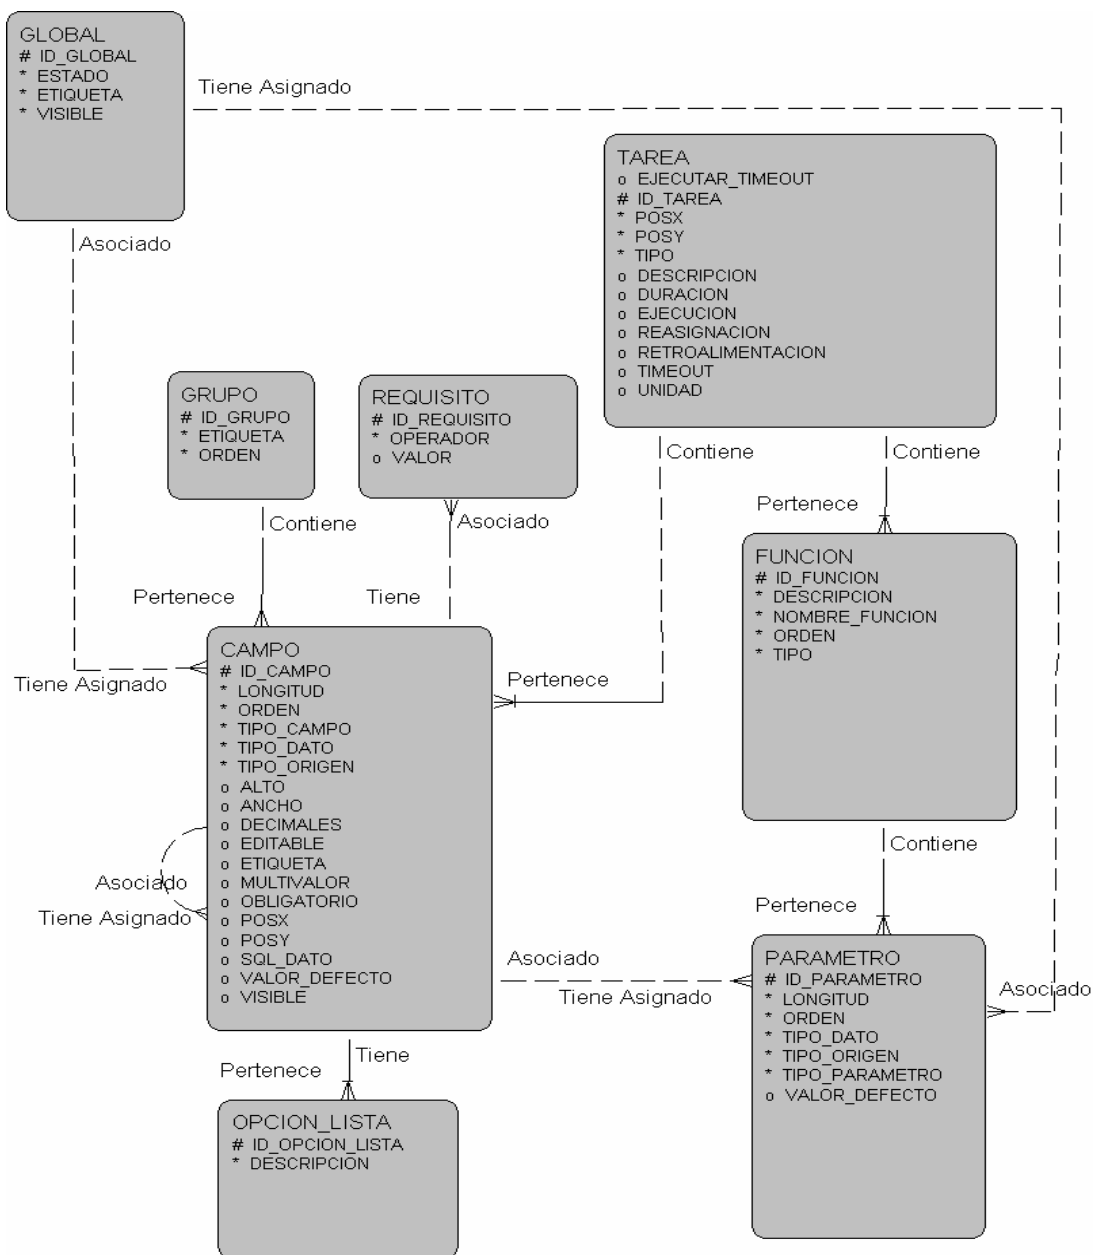 GLOBAL
# ID_GLOBAL
* ESTADO
* ETIQUETA
* VISIBLE
Tiene Asignado
Asociado
TAREA
o EJECUTAR_TIMEOUT
# ID_TAREA
* POSX
* POSY
* TIPO
o DESCRIPCION
o DURACION
o EJECUCION
o REASIGNACION
o RETROALIMENTACION
o TIMEOUT
o UNIDAD
GRUPO
# ID_GRUPO
* ETIQUETA
* ORDEN
REQUISITO
# ID_REQUISITO
* OPERADOR
o VALOR
Contiene
Contiene
Contiene
Asociado
Pertenece
Pertenece
Tiene
FUNCION
# ID_FUNCION
* DESCRIPCION
* NOMBRE_FUNCION
* ORDEN
* TIPO
Tiene Asignado
Pertenece
CAMPO
# ID_CAMPO
* LONGITUD
* ORDEN
* TIPO_CAMPO
* TIPO_DATO
* TIPO_ORIGEN
o ALTO
o ANCHO
o DECIMALES
o EDITABLE
o ETIQUETA
o MULTIVALOR
o OBLIGATORIO
o POSX
o POSY
o SQL_DATO
o VALOR_DEFECTO
o VISIBLE
Asociado
Tiene Asignado
Contiene
Pertenece
Asociado
Tiene Asignado
PARAMETRO
# ID_PARAMETRO
* LONGITUD
* ORDEN
* TIPO_DATO
* TIPO_ORIGEN
* TIPO_PARAMETRO
o VALOR_DEFECTO
Asociado
Tiene
Pertenece
OPCION_LISTA
# ID_OPCION_LISTA
* DESCRIPCION